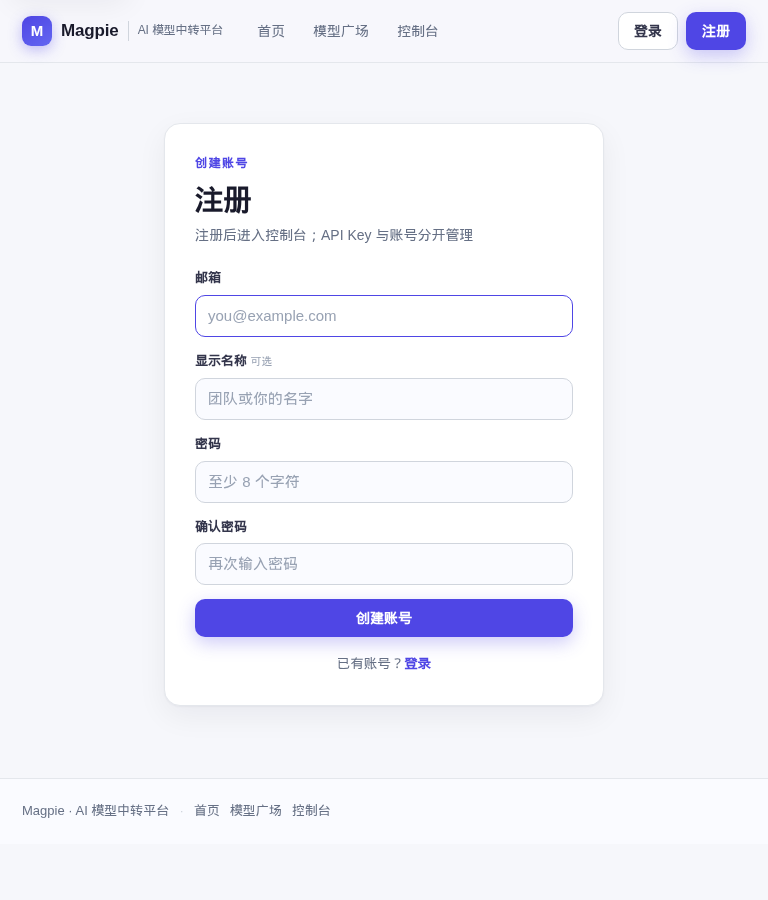 M Magpie AI 模型中转平台 首页 模型广场 控制台 登录 注册
创建账号
注册
注册后进入控制台；API Key 与账号分开管理
邮箱
you@example.com
显示名称 可选
团队或你的名字
密码
至少 8 个字符
确认密码
再次输入密码
创建账号
已有账号？登录
Magpie · AI 模型中转平台 · 首页 模型广场 控制台